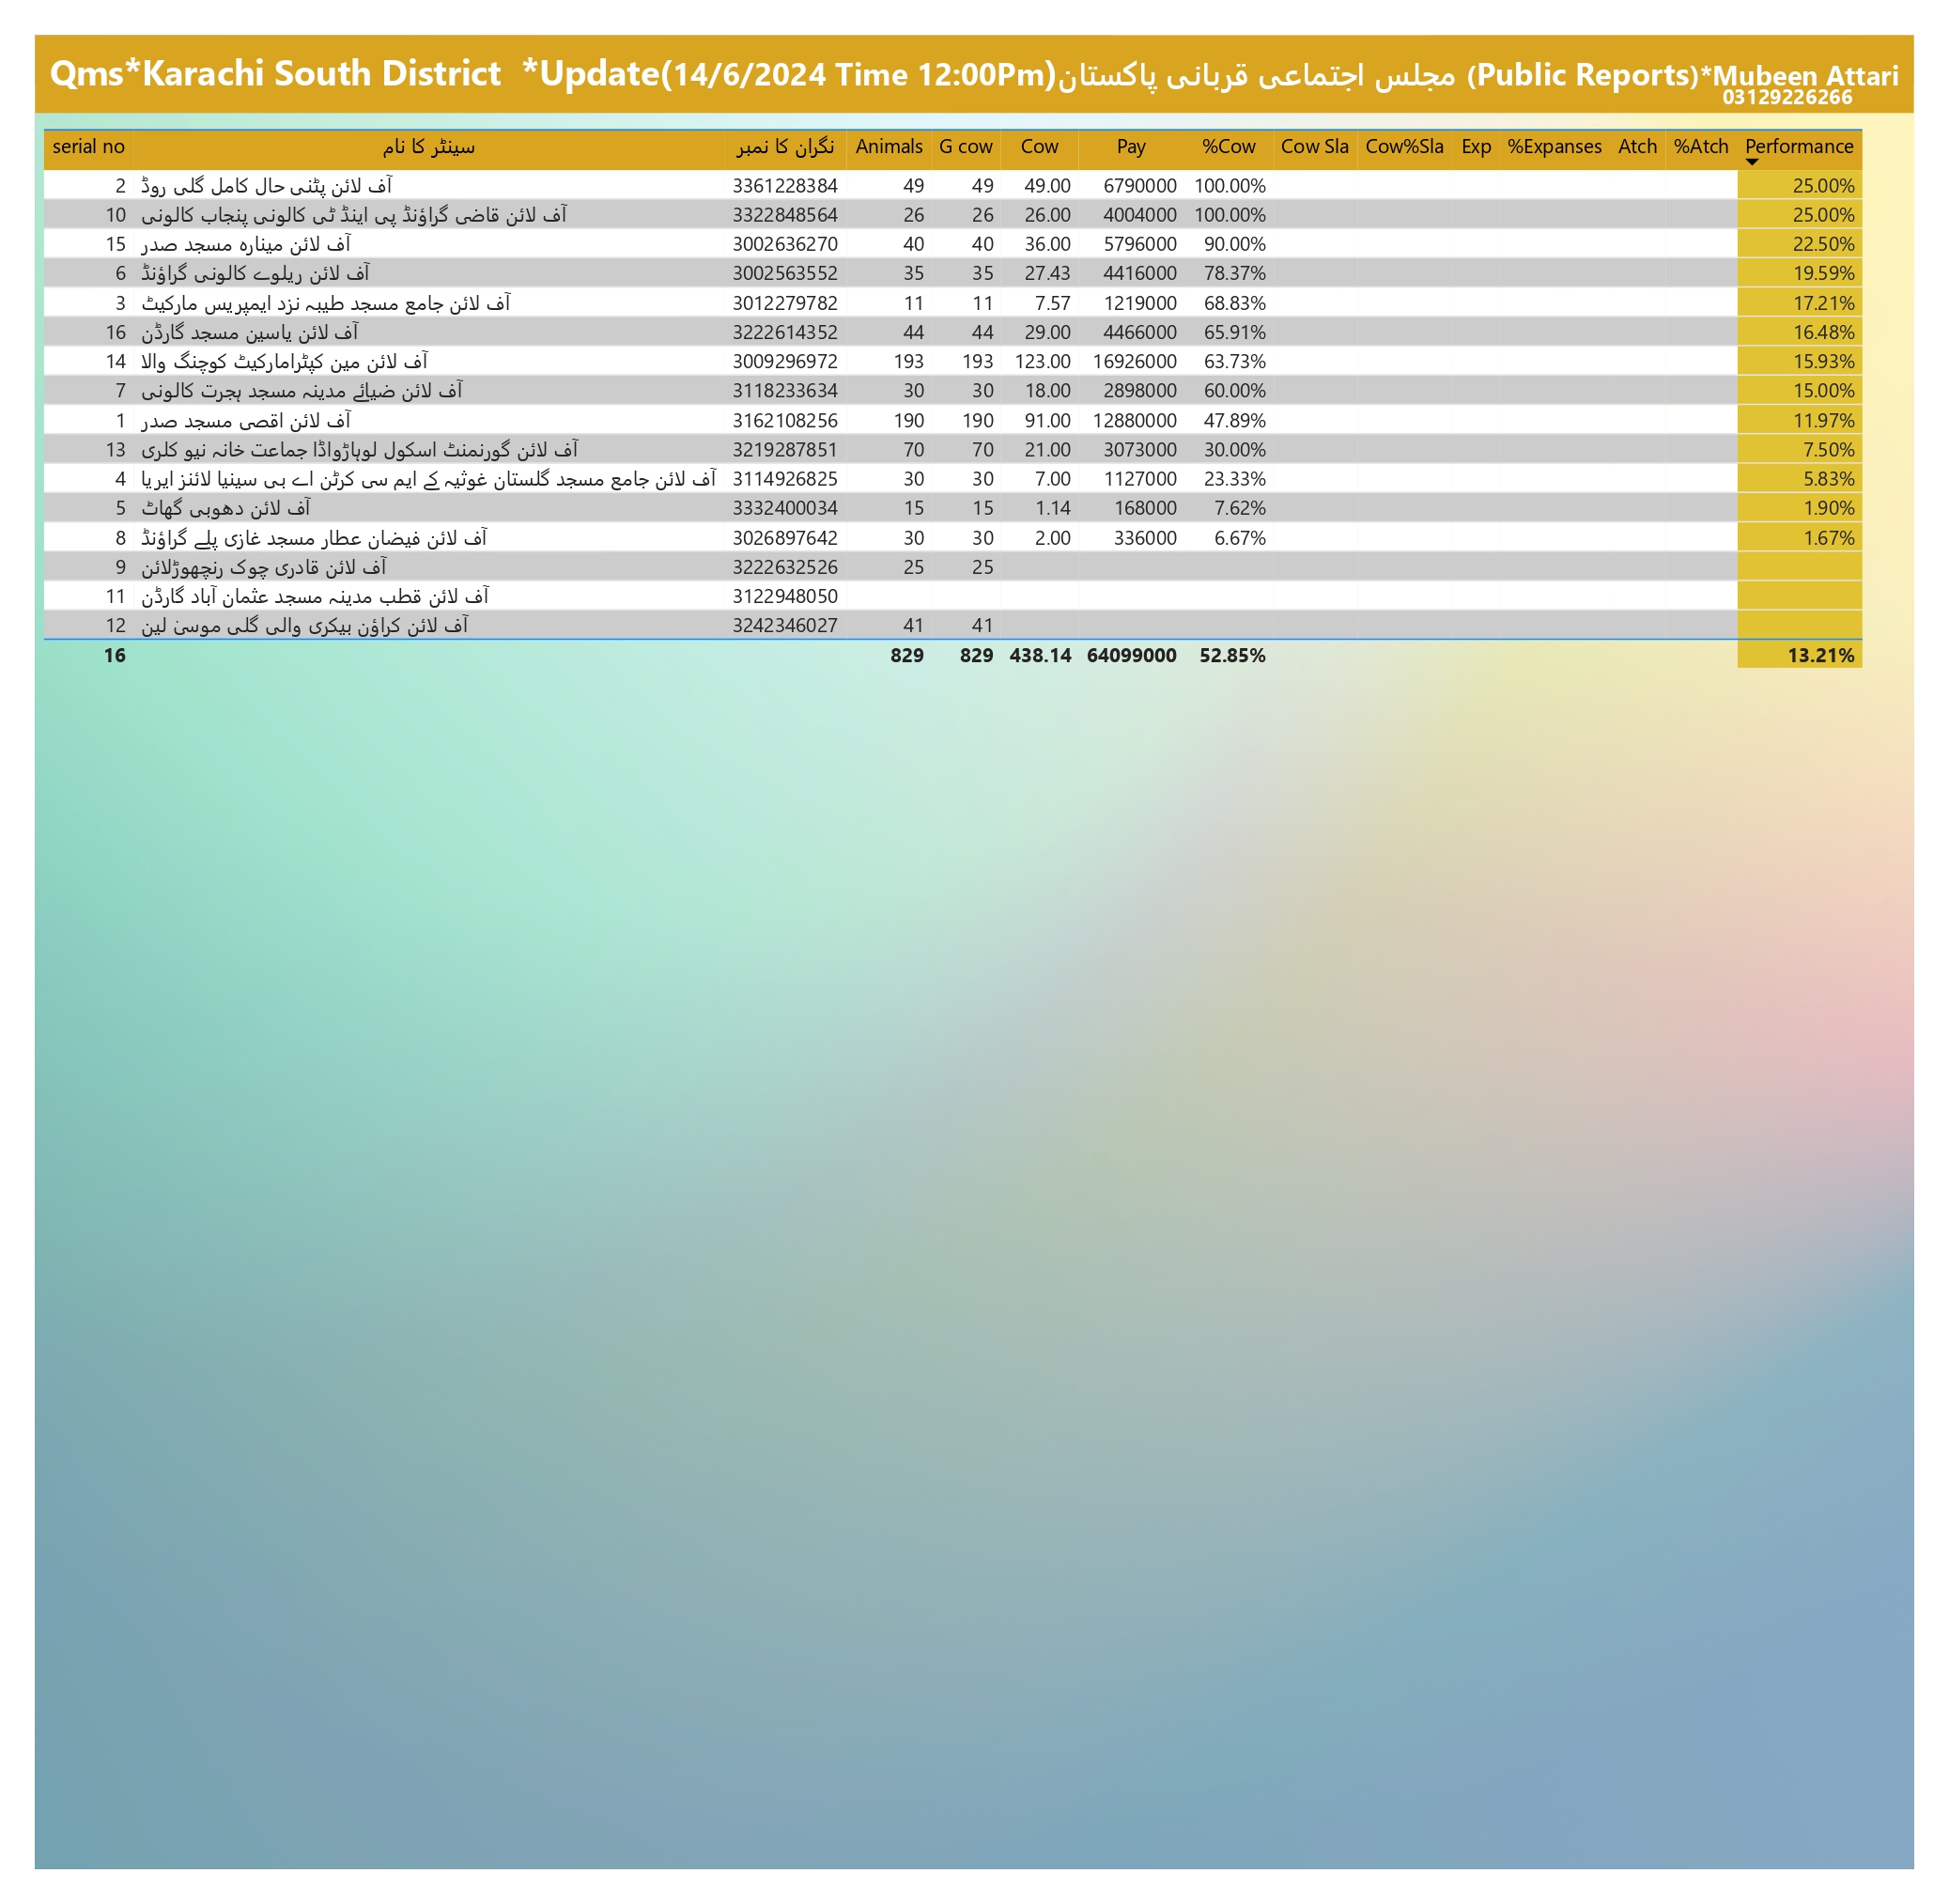 Qms*Karachi South District *Update(14/6/2024 Time 12:00Pm)مجلس اجتماعی قربانی پاکستان (Public Reports)*Mubeen Attari
03129226266
serial no سینٹر کا نام نگران کا نمبر Animals G cow Cow Pay %Cow Cow Sla Cow%Sla Exp %Expanses Atch %Atch Performance
2 آف لائن پٹنی حال کامل گلی روڈ 3361228384 49 49 49.00 6790000 100.00% 25.00%
10 آف لائن قاضی گراؤنڈ پی اینڈ ٹی کالونی پنجاب کالونی 3322848564 26 26 26.00 4004000 100.00% 25.00%
15 آف لائن مینارہ مسجد صدر 3002636270 40 40 36.00 5796000 90.00% 22.50%
6 آف لائن ریلوے کالونی گراؤنڈ 3002563552 35 35 27.43 4416000 78.37% 19.59%
3 آف لائن جامع مسجد طیبہ نزد ایمپریس مارکیٹ 3012279782 11 11 7.57 1219000 68.83% 17.21%
16 آف لائن یاسین مسجد گارڈن 3222614352 44 44 29.00 4466000 65.91% 16.48%
14 آف لائن مین کپٹرامارکیٹ کوچنگ والا 3009296972 193 193 123.00 16926000 63.73% 15.93%
7 آف لائن ضیائے مدینہ مسجد ہجرت کالونی 3118233634 30 30 18.00 2898000 60.00% 15.00%
1 آف لائن اقصی مسجد صدر 3162108256 190 190 91.00 12880000 47.89% 11.97%
13 آف لائن گورنمنٹ اسکول لوہاڑواڈا جماعت خانہ نیو کلری 3219287851 70 70 21.00 3073000 30.00% 7.50%
4 آف لائن جامع مسجد گلستان غوثیہ کے ایم سی کرٹن اے بی سینیا لائنز ایریا 3114926825 30 30 7.00 1127000 23.33% 5.83%
5 آف لائن دھوبی گھاٹ 3332400034 15 15 1.14 168000 7.62% 1.90%
8 آف لائن فیضان عطار مسجد غازی پلے گراؤنڈ 3026897642 30 30 2.00 336000 6.67% 1.67%
9 آف لائن قادری چوک رنچھوڑلائن 3222632526 25 25
11 آف لائن قطب مدینہ مسجد عثمان آباد گارڈن 3122948050
12 آف لائن کراؤن بیکری والی گلی موسیٰ لین 3242346027 41 41
16 829 829 438.14 64099000 52.85% 13.21%